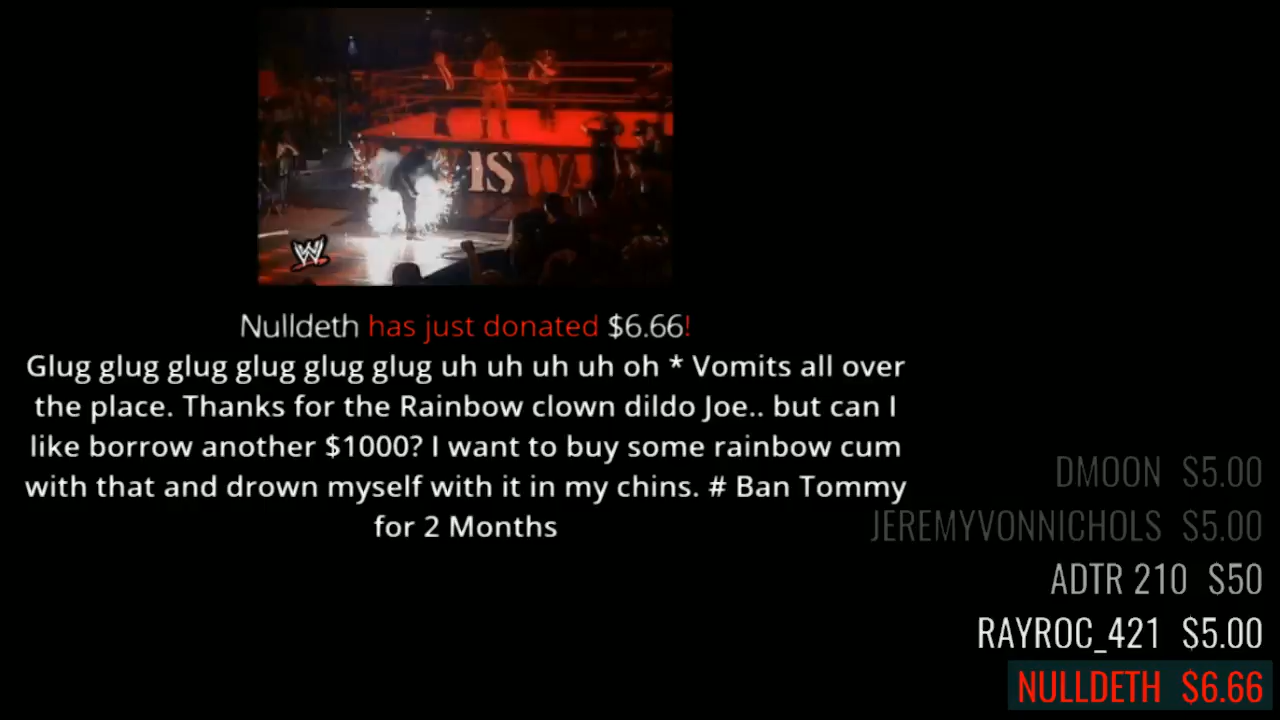 IS WA
W
Nulldeth has just donated $6.66!
Glug glug glug glug glug glug uh uh uh uh oh * Vomits all over
the place. Thanks for the Rainbow clown dildo Joe.. but can I
like borrow another $1000? I want to buy some rainbow cum
with that and drown myself with it in my chins. # Ban Tommy
for 2 Months
DMOON $5.00
JEREMYVONNICHOLS $5.00
ADTR 210 $50
RAYROC_421 $5.00
NULLDETH $6.66